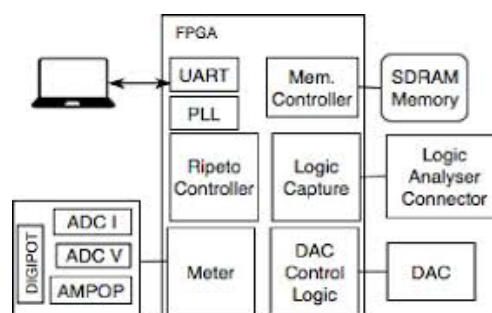 FPGA
UART
PLL
Mem.
Controller
SDRAM
Memory
Ripeto
Controller
Logic
Capture
Logic
Analyser
Connector
DIGIPOT
ADC I
ADC V
AMPOP
Meter
DAC
Control
Logic
DAC